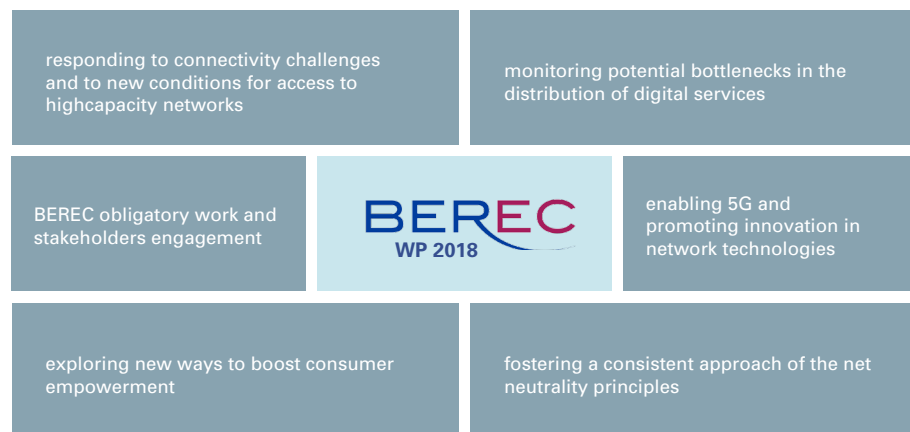 responding to connectivity challenges
and to new conditions for access to
highcapacity networks
monitoring potential bottlenecks in the
distribution of digital services
BEREC obligatory work and
stakeholders engagement
BEREC
WP 2018
enabling 5G and
promoting innovation in
network technologies
exploring new ways to boost consumer
empowerment
fostering a consistent approach of the net
neutrality principles